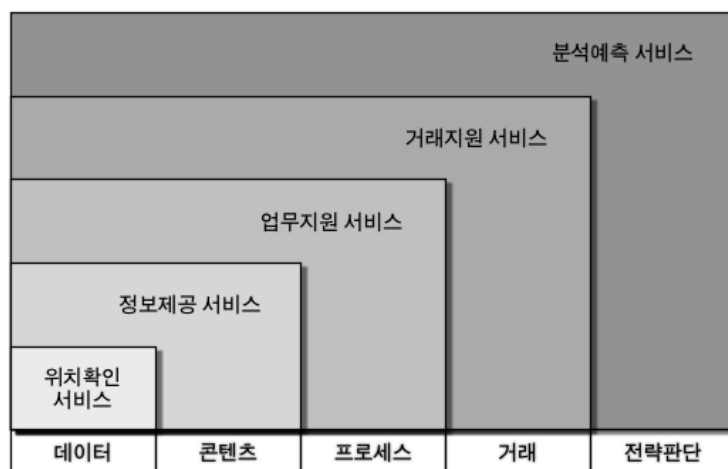 분석예측 서비스
거래지원 서비스
업무지원 서비스
정보제공 서비스
위치확인
서비스
데이터
콘텐츠
프로세스
거래
전략판단